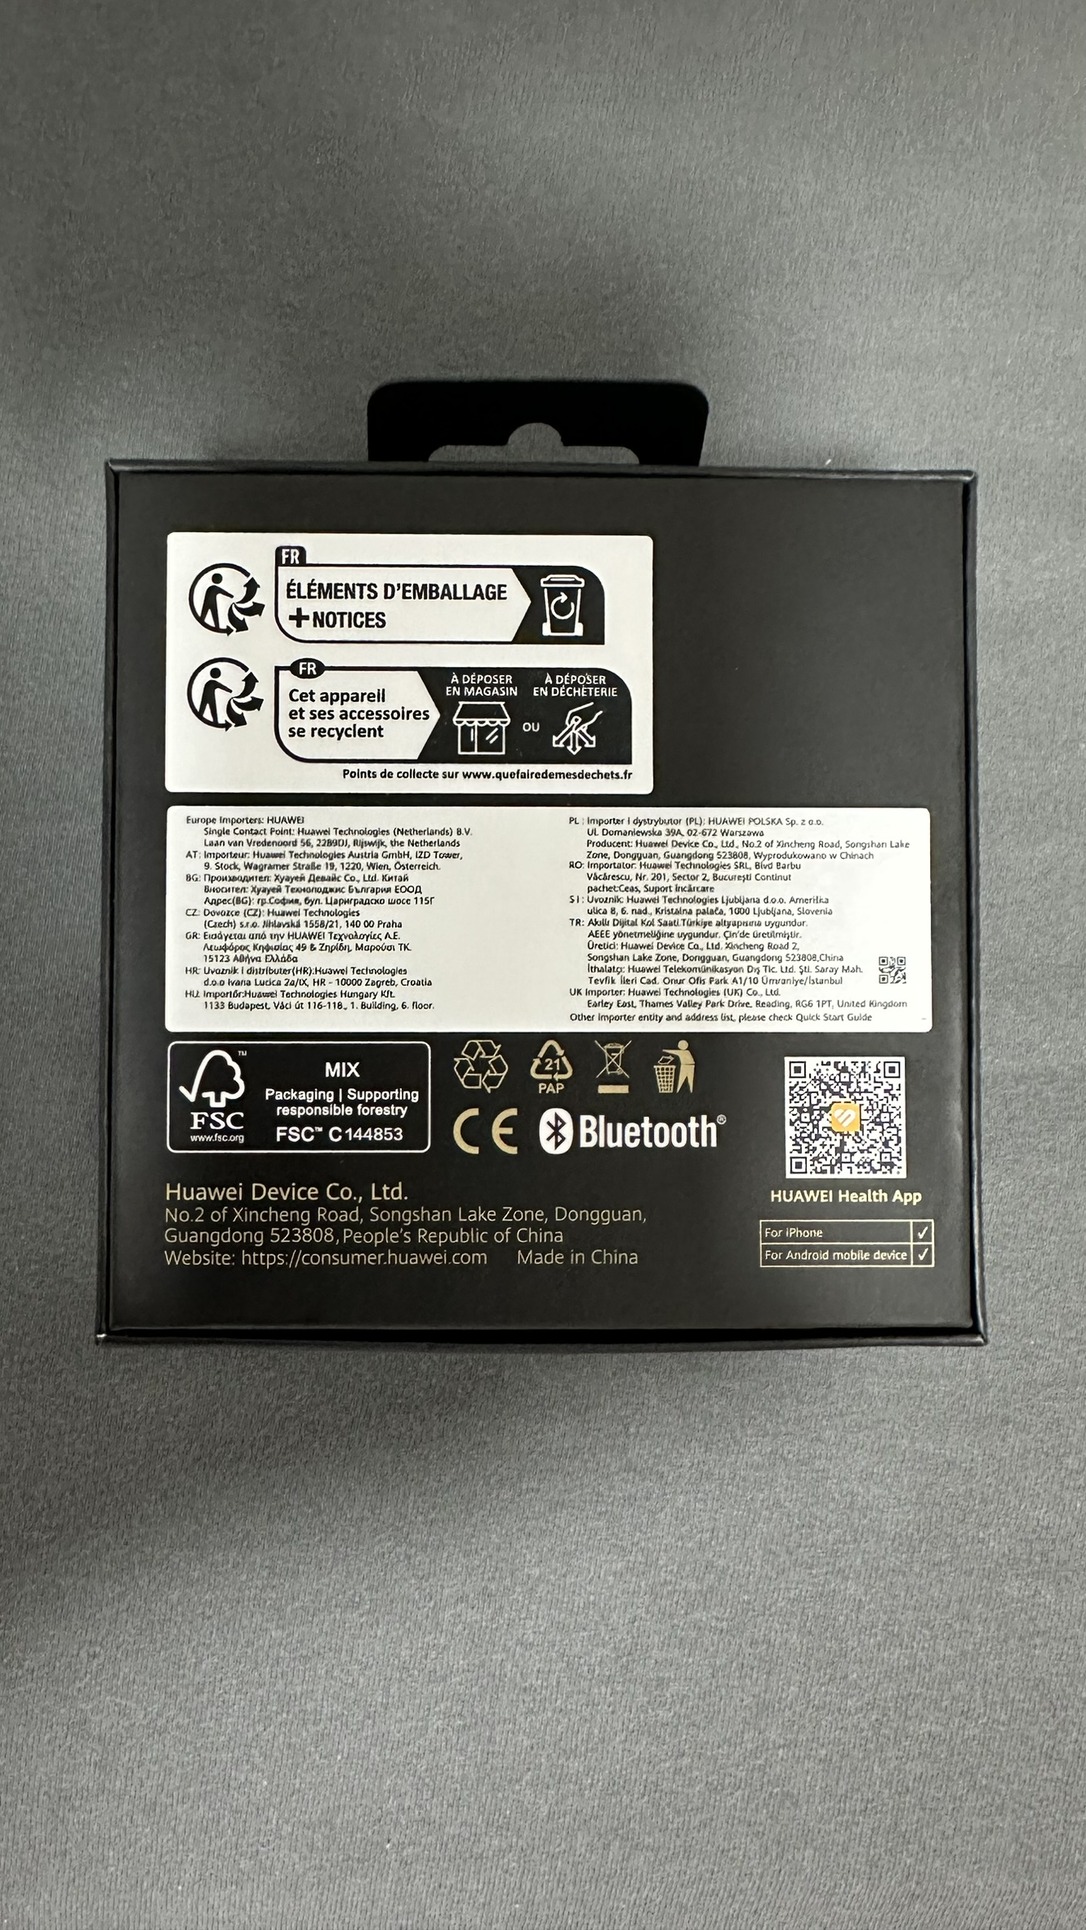 FR
ÉLÉMENTS D'EMBALLAGE
+ NOTICES
FR
Cet appareil
et ses accessoires
se recyclent
À DÉPOSER
EN MAGASIN
OU
À DÉPOSER
EN DÉCHÈTERIE
Points de collecte sur www.quefairedemesdechets.fr
Europe Importers: HUAWEI
Single Contact Point: Huawei Technologies (Netherlands) B.V.
Laan van Vredenoord 56, 2289DJ, Rijswijk, the Netherlands
AT: Importeur: Huawei Technologies Austria GmbH, IZD Tower,
9. Stock, Wagramer Straße 19, 1220, Wien, Österreich.
BG: Производител: Хуауей Девайс Co., Ltd. Китай
Вносител: Хуауей Технолоджис България ЕООД
Адрес(BG): гр.София, бул. Цариградско шосе 115Г
CZ: Dovozce (CZ): Huawei Technologies
(Czech) s.r.o. Jihlavská 1558/21, 140 00 Praha
GR: Εισάγεται από την HUAWEI Τεχνολογίες Α.Ε.
Λεωφόρος Κηφισίας 49 & Ζηρίδη, Μαρούσι ΤΚ.
15123 Αθήνα Ελλάδα
HR: Uvoznik i distributer(HR):Huawei Technologies
d.o.o Ivana Lucica 2a/IX, HR - 10000 Zagreb, Croatia
HU: Importőr:Huawei Technologies Hungary Kft.
1133 Budapest, Váci út 116-118., 1. Building, 6. floor.
PL : Importer i dystrybutor (PL): HUAWEI POLSKA Sp. z o.o.
Ul. Domaniewska 39A, 02-672 Warszawa
Producent: Huawei Device Co., Ltd., No.2 of Xincheng Road, Songshan Lake
Zone, Dongguan, Guangdong 523808, Wyprodukowano w Chinach
RO: Importator: Huawei Technologies SRL, Blvd Barbu
Văcărescu, Nr. 201, Sector 2, București Continut
pachet:Ceas, Suport Încărcare
SI : Uvoznik: Huawei Technologies Ljubljana d.o.o. Ameriška
ulica 8, 6. nad., Kristalna palača, 1000 Ljubljana, Slovenia
TR: Akıllı Dijital Kol Saati.Türkiye altyapısına uygundur.
AEEE yönetmeliğine uygundur. Çin'de üretilmiştir.
Üretici: Huawei Device Co., Ltd. Xincheng Road 2,
Songshan Lake Zone, Dongguan, Guangdong 523808,China
İthalatçı: Huawei Telekomünikasyon Dış Tic. Ltd. Şti. Saray Mah.
Tevfik İleri Cad. Onur Ofis Park A1/10 Ümraniye/İstanbul
UK Importer: Huawei Technologies (UK) Co., Ltd.
Earley East, Thames Valley Park Drive, Reading, RG6 1PT, United Kingdom
Other importer entity and address list, please check Quick Start Guide
FSC
www.fsc.org
MIX
Packaging | Supporting
responsible forestry
FSC™ C144853
21
PAP
CE
Bluetooth®
HUAWEI Health App
For iPhone ✓
For Android mobile device ✓
Huawei Device Co., Ltd.
No.2 of Xincheng Road, Songshan Lake Zone, Dongguan,
Guangdong 523808, People's Republic of China
Website: https://consumer.huawei.com Made in China